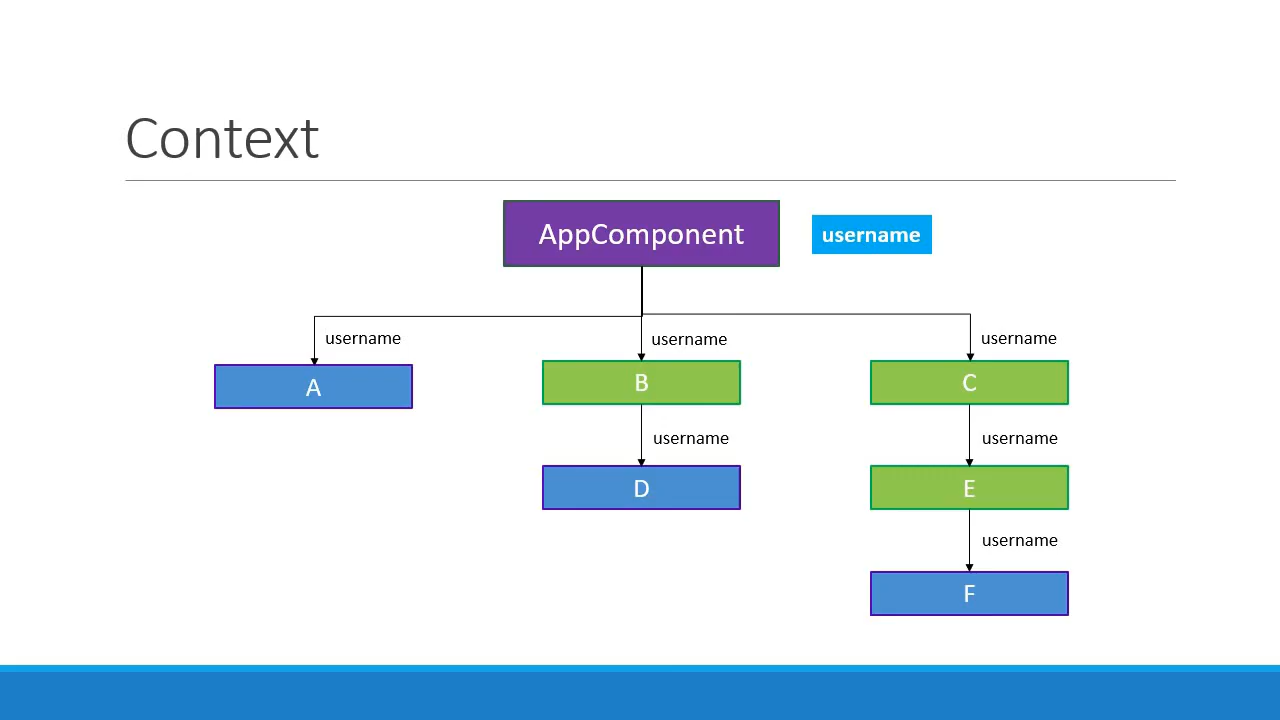 Context
AppComponent
username
username
username
username
A
B
C
username
username
D
E
username
F